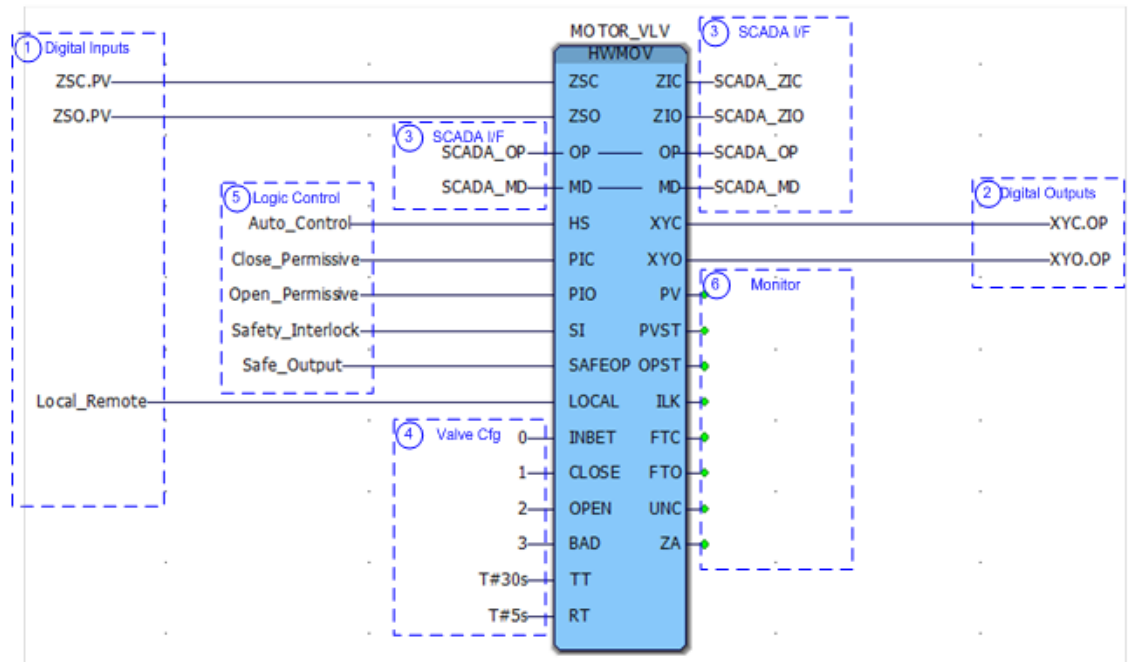 MOTOR_VLV
HWMOV
1 Digital Inputs
3 SCADA I/F
ZSC.PV ZSC ZIC SCADA_ZIC
ZSO.PV ZSO ZIO SCADA_ZIO
3 SCADA I/F
SCADA_OP OP OP SCADA_OP
SCADA_MD MD MD SCADA_MD
5 Logic Control
2 Digital Outputs
Auto_Control HS XYC XYC.OP
Close_Permissive PIC XYO XYO.OP
6 Monitor
Open_Permissive PIO PV
Safety_Interlock SI PVST
Safe_Output SAFEOP OPST
Local_Remote LOCAL ILK
4 Valve Cfg
0 INBET FTC
1 CLOSE FTO
2 OPEN UNC
3 BAD ZA
T#30s TT
T#5s RT